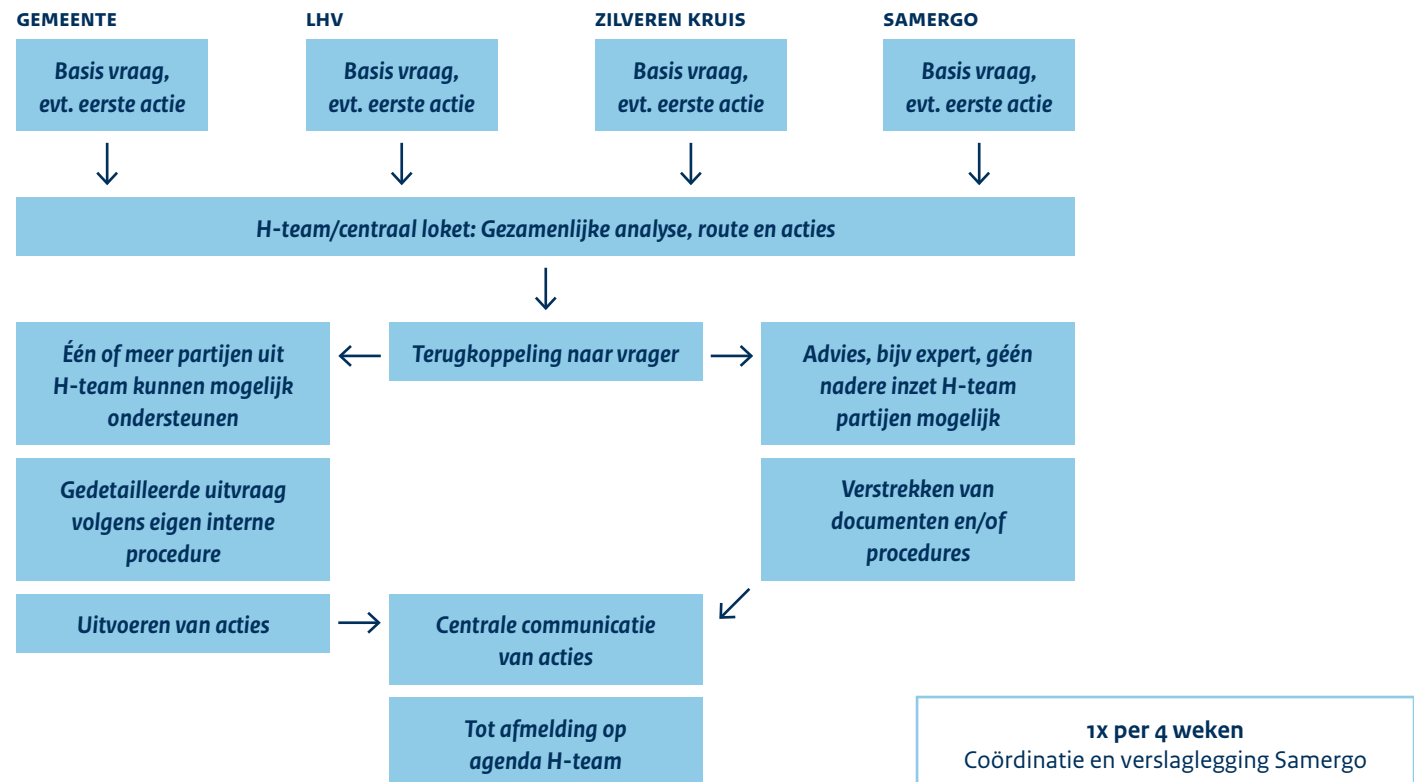 GEMEENTE
LHV
ZILVEREN KRUIS
SAMERGO
Basis vraag,
evt. eerste actie
Basis vraag,
evt. eerste actie
Basis vraag,
evt. eerste actie
Basis vraag,
evt. eerste actie
H-team/centraal loket: Gezamenlijke analyse, route en acties
Één of meer partijen uit
H-team kunnen mogelijk
ondersteunen
Terugkoppeling naar vrager
Advies, bijv expert, géén
nadere inzet H-team
partijen mogelijk
Gedetailleerde uitvraag
volgens eigen interne
procedure
Verstrekken van
documenten en/of
procedures
Uitvoeren van acties
Centrale communicatie
van acties
Tot afmelding op
agenda H-team
1x per 4 weken
Coördinatie en verslaglegging Samergo